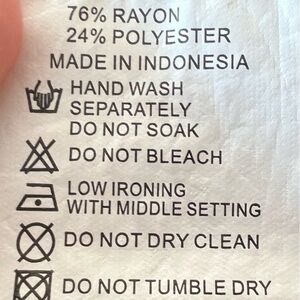 76% RAYON
24% POLYESTER
MADE IN INDONESIA
HAND WASH
SEPARATELY
DO NOT SOAK
DO NOT BLEACH
LOW IRONING
WITH MIDDLE SETTING
DO NOT DRY CLEAN
DO NOT TUMBLE DRY